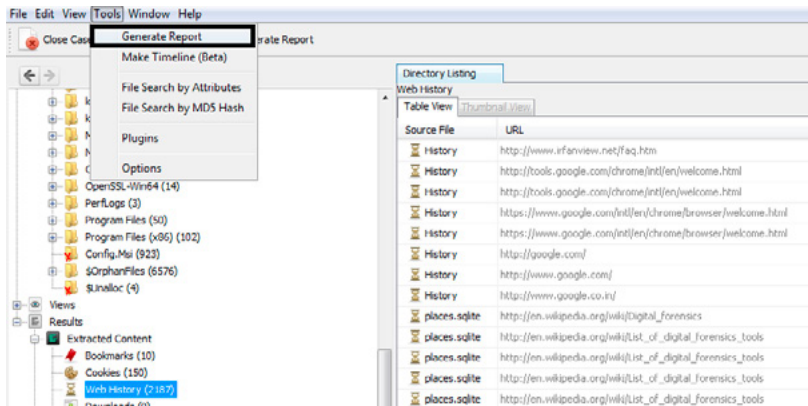 File Edit View Tools Window Help
Close Case
Generate Report
erate Report
Make Timeline (Beta)
File Search by Attributes
File Search by MD5 Hash
Plugins
Options
OpenSSL-Win64 (14)
PerfLogs (3)
Program Files (50)
Program Files (x86) (102)
Config.Msi (923)
$OrphanFiles (6576)
$Unalloc (4)
Views
Results
Extracted Content
Bookmarks (10)
Cookies (150)
Web History (2187)
Directory Listing
Web History
Table View Thumbnail View
Source File URL
History http://www.irfanview.net/faq.htm
History http://tools.google.com/chrome/intl/en/welcome.html
History http://tools.google.com/chrome/intl/en/welcome.html
History https://www.google.com/intl/en/chrome/browser/welcome.html
History https://www.google.com/intl/en/chrome/browser/welcome.html
History http://google.com/
History http://www.google.com/
History http://www.google.co.in/
places.sqlite http://en.wikipedia.org/wiki/Digital_forensics
places.sqlite http://en.wikipedia.org/wiki/List_of_digital_forensics_tools
places.sqlite http://en.wikipedia.org/wiki/List_of_digital_forensics_tools
places.sqlite http://en.wikipedia.org/wiki/List_of_digital_forensics_tools
places.sqlite http://en.wikipedia.org/wiki/List_of_digital_forensics_tools